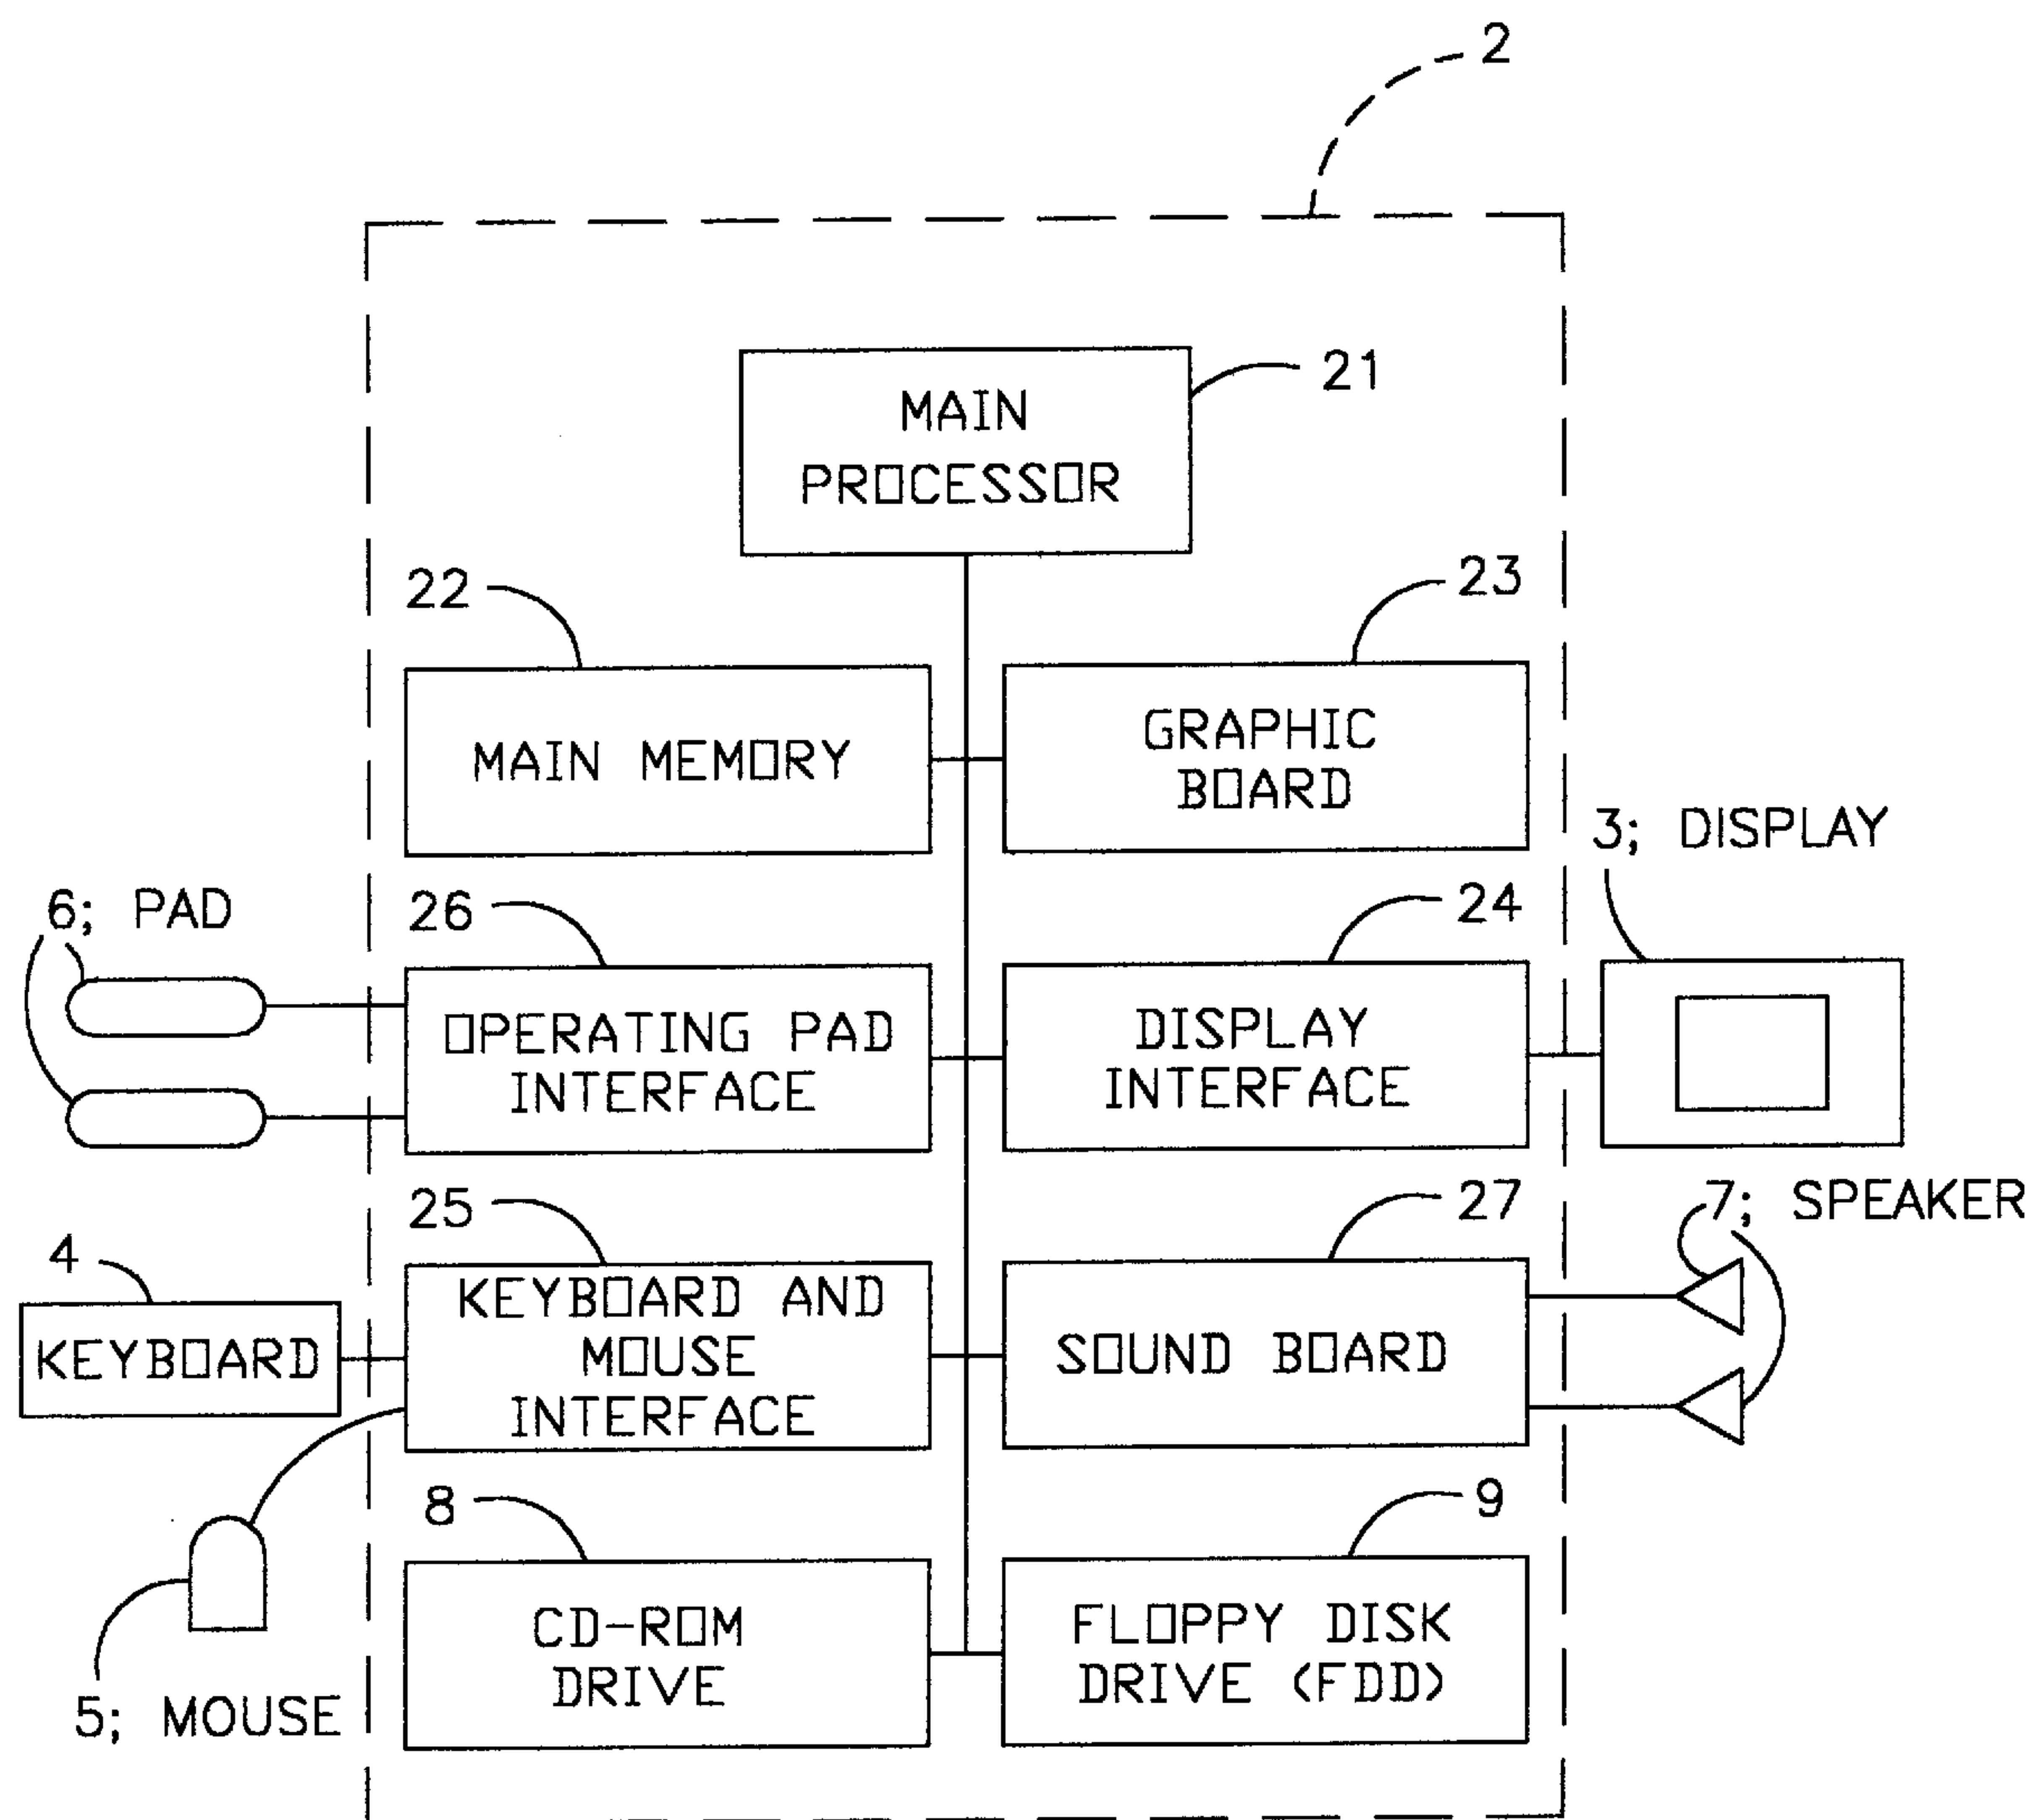 2
21
MAIN
PROCESSOR
22
23
MAIN MEMORY
GRAPHIC
BOARD
3; DISPLAY
6; PAD
26
24
OPERATING PAD
INTERFACE
DISPLAY
INTERFACE
25
27
7; SPEAKER
4
KEYBOARD
KEYBOARD AND
MOUSE
INTERFACE
SOUND BOARD
8
9
CD-ROM
DRIVE
FLOPPY DISK
DRIVE (FDD)
5; MOUSE